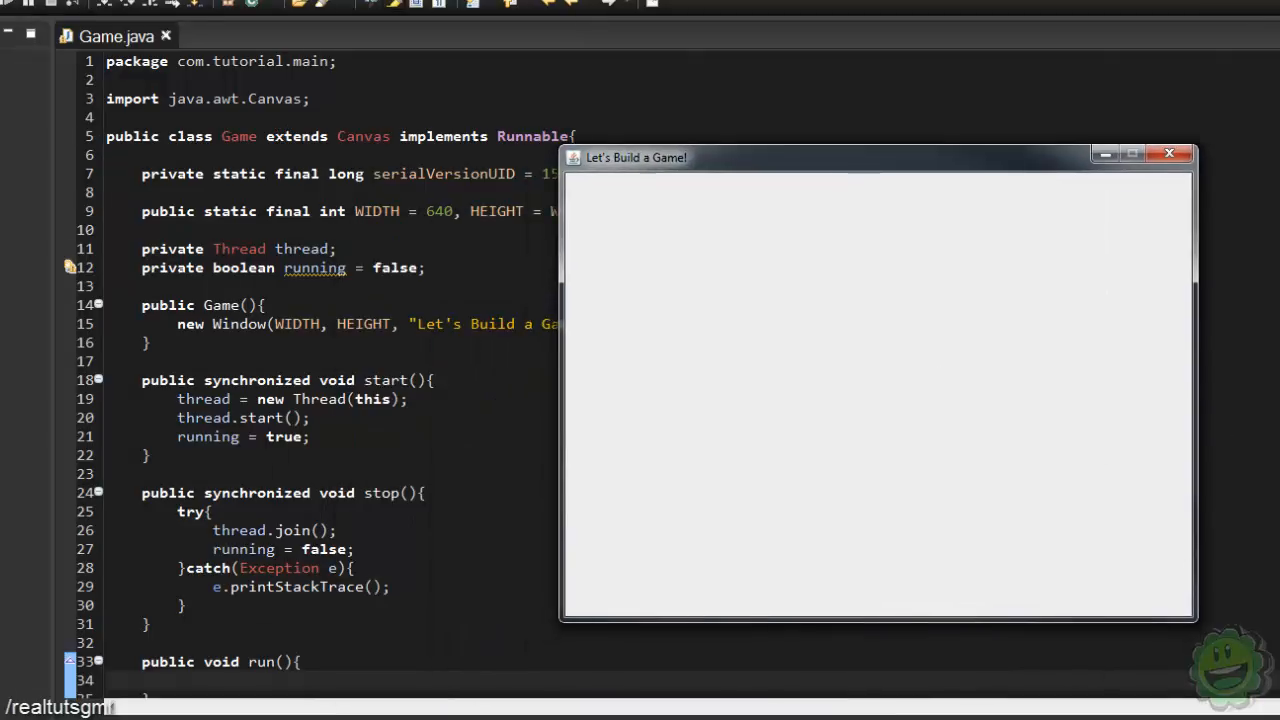 Game.java
1 package com.tutorial.main;
2
3 import java.awt.Canvas;
4
5 public class Game extends Canvas implements Runnable{
6
7 private static final long serialVersionUID = 15
8
9 public static final int WIDTH = 640, HEIGHT = W
10
11 private Thread thread;
12 private boolean running = false;
13
14 public Game(){
15 new Window(WIDTH, HEIGHT, "Let's Build a Ga
16 }
17
18 public synchronized void start(){
19 thread = new Thread(this);
20 thread.start();
21 running = true;
22 }
23
24 public synchronized void stop(){
25 try{
26 thread.join();
27 running = false;
28 }catch(Exception e){
29 e.printStackTrace();
30 }
31 }
32
33 public void run(){
34
Let's Build a Game!
/realtutsgml